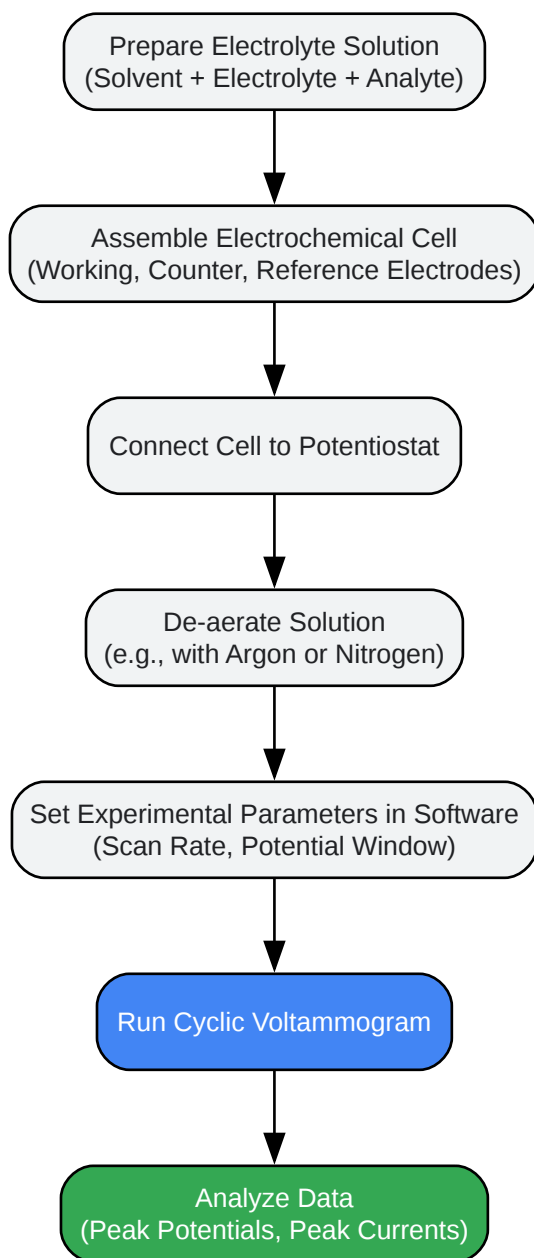 Prepare Electrolyte Solution
(Solvent + Electrolyte + Analyte)
Assemble Electrochemical Cell
(Working, Counter, Reference Electrodes)
Connect Cell to Potentiostat
De-aerate Solution
(e.g., with Argon or Nitrogen)
Set Experimental Parameters in Software
(Scan Rate, Potential Window)
Run Cyclic Voltammogram
Analyze Data
(Peak Potentials, Peak Currents)